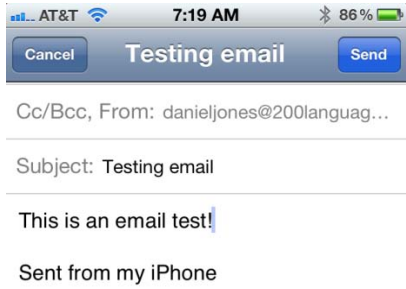 AT&T 7:19 AM 86%
Cancel Testing email Send
Cc/Bcc, From: danieljones@200languag...
Subject: Testing email
This is an email test!
Sent from my iPhone